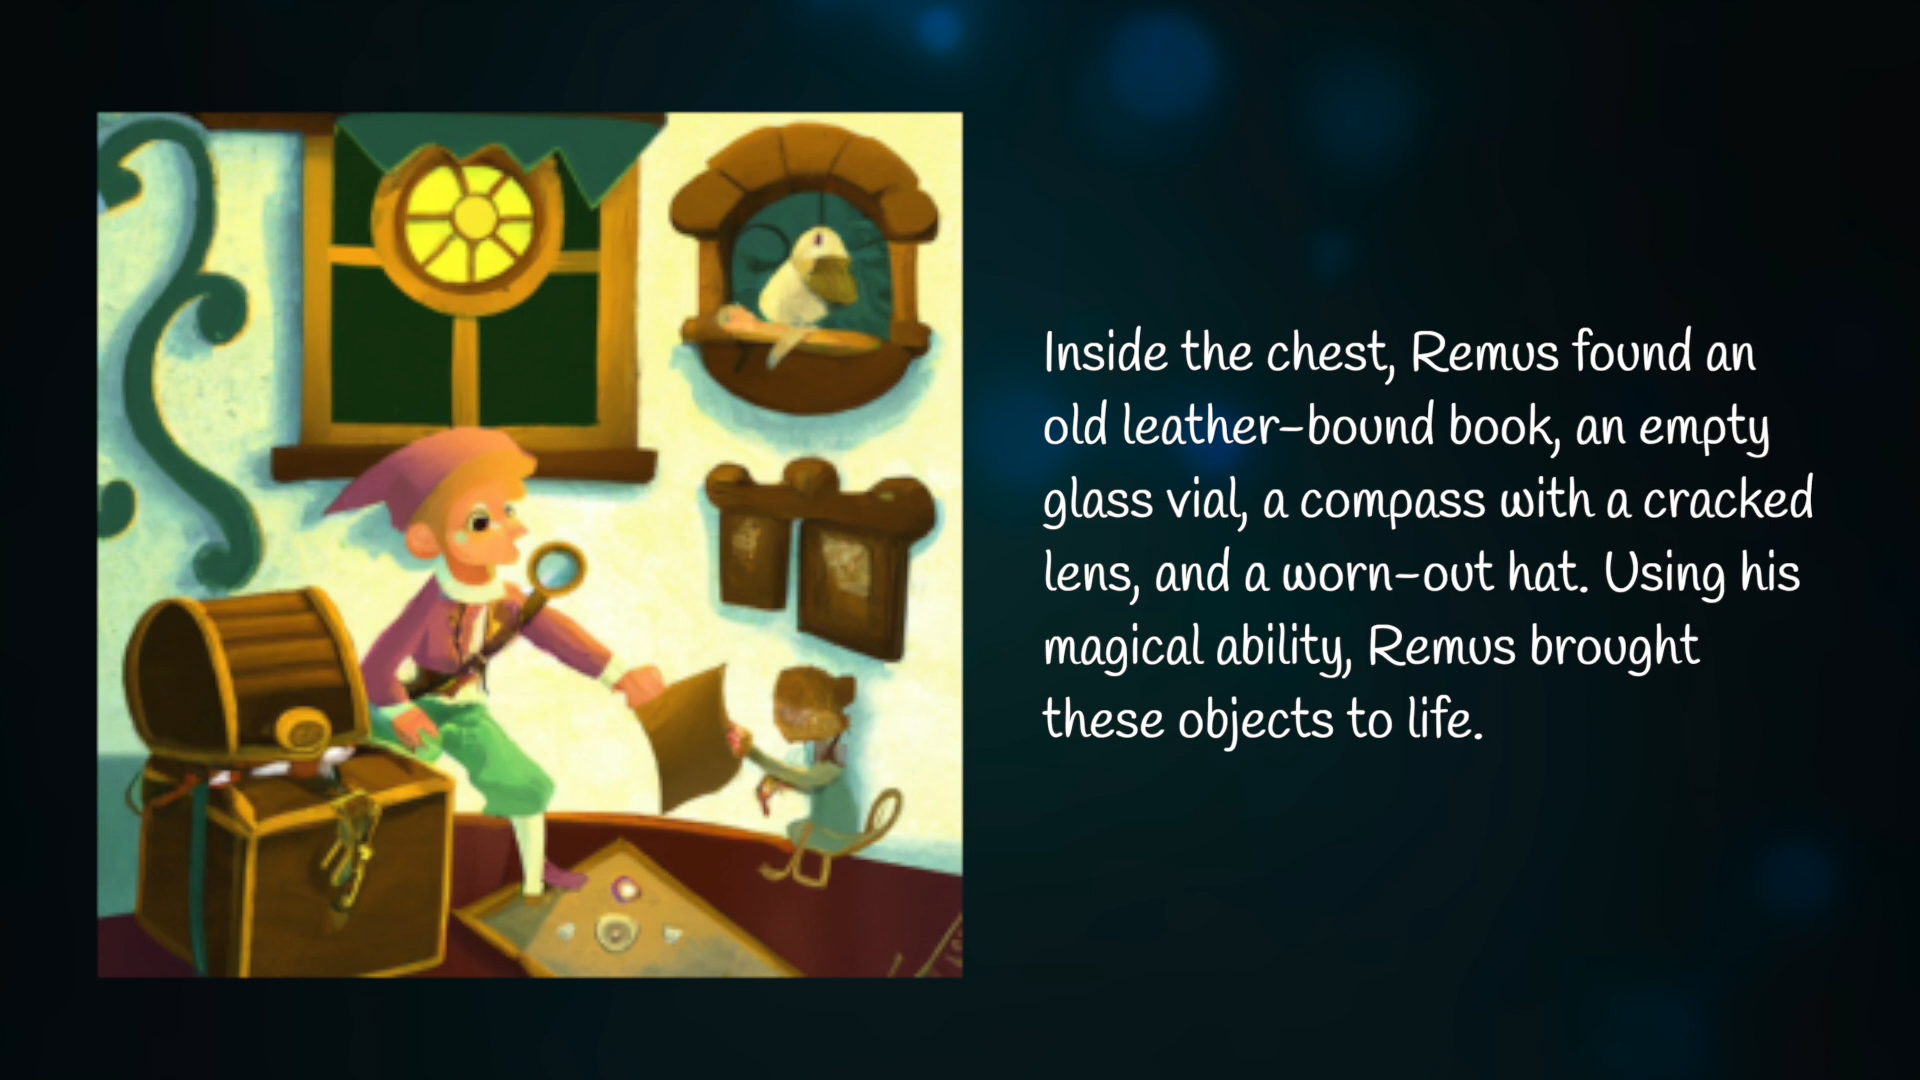 Inside the chest, Remus found an
old leather-bound book, an empty
glass vial, a compass with a cracked
lens, and a worn-out hat. Using his
magical ability, Remus brought
these objects to life.